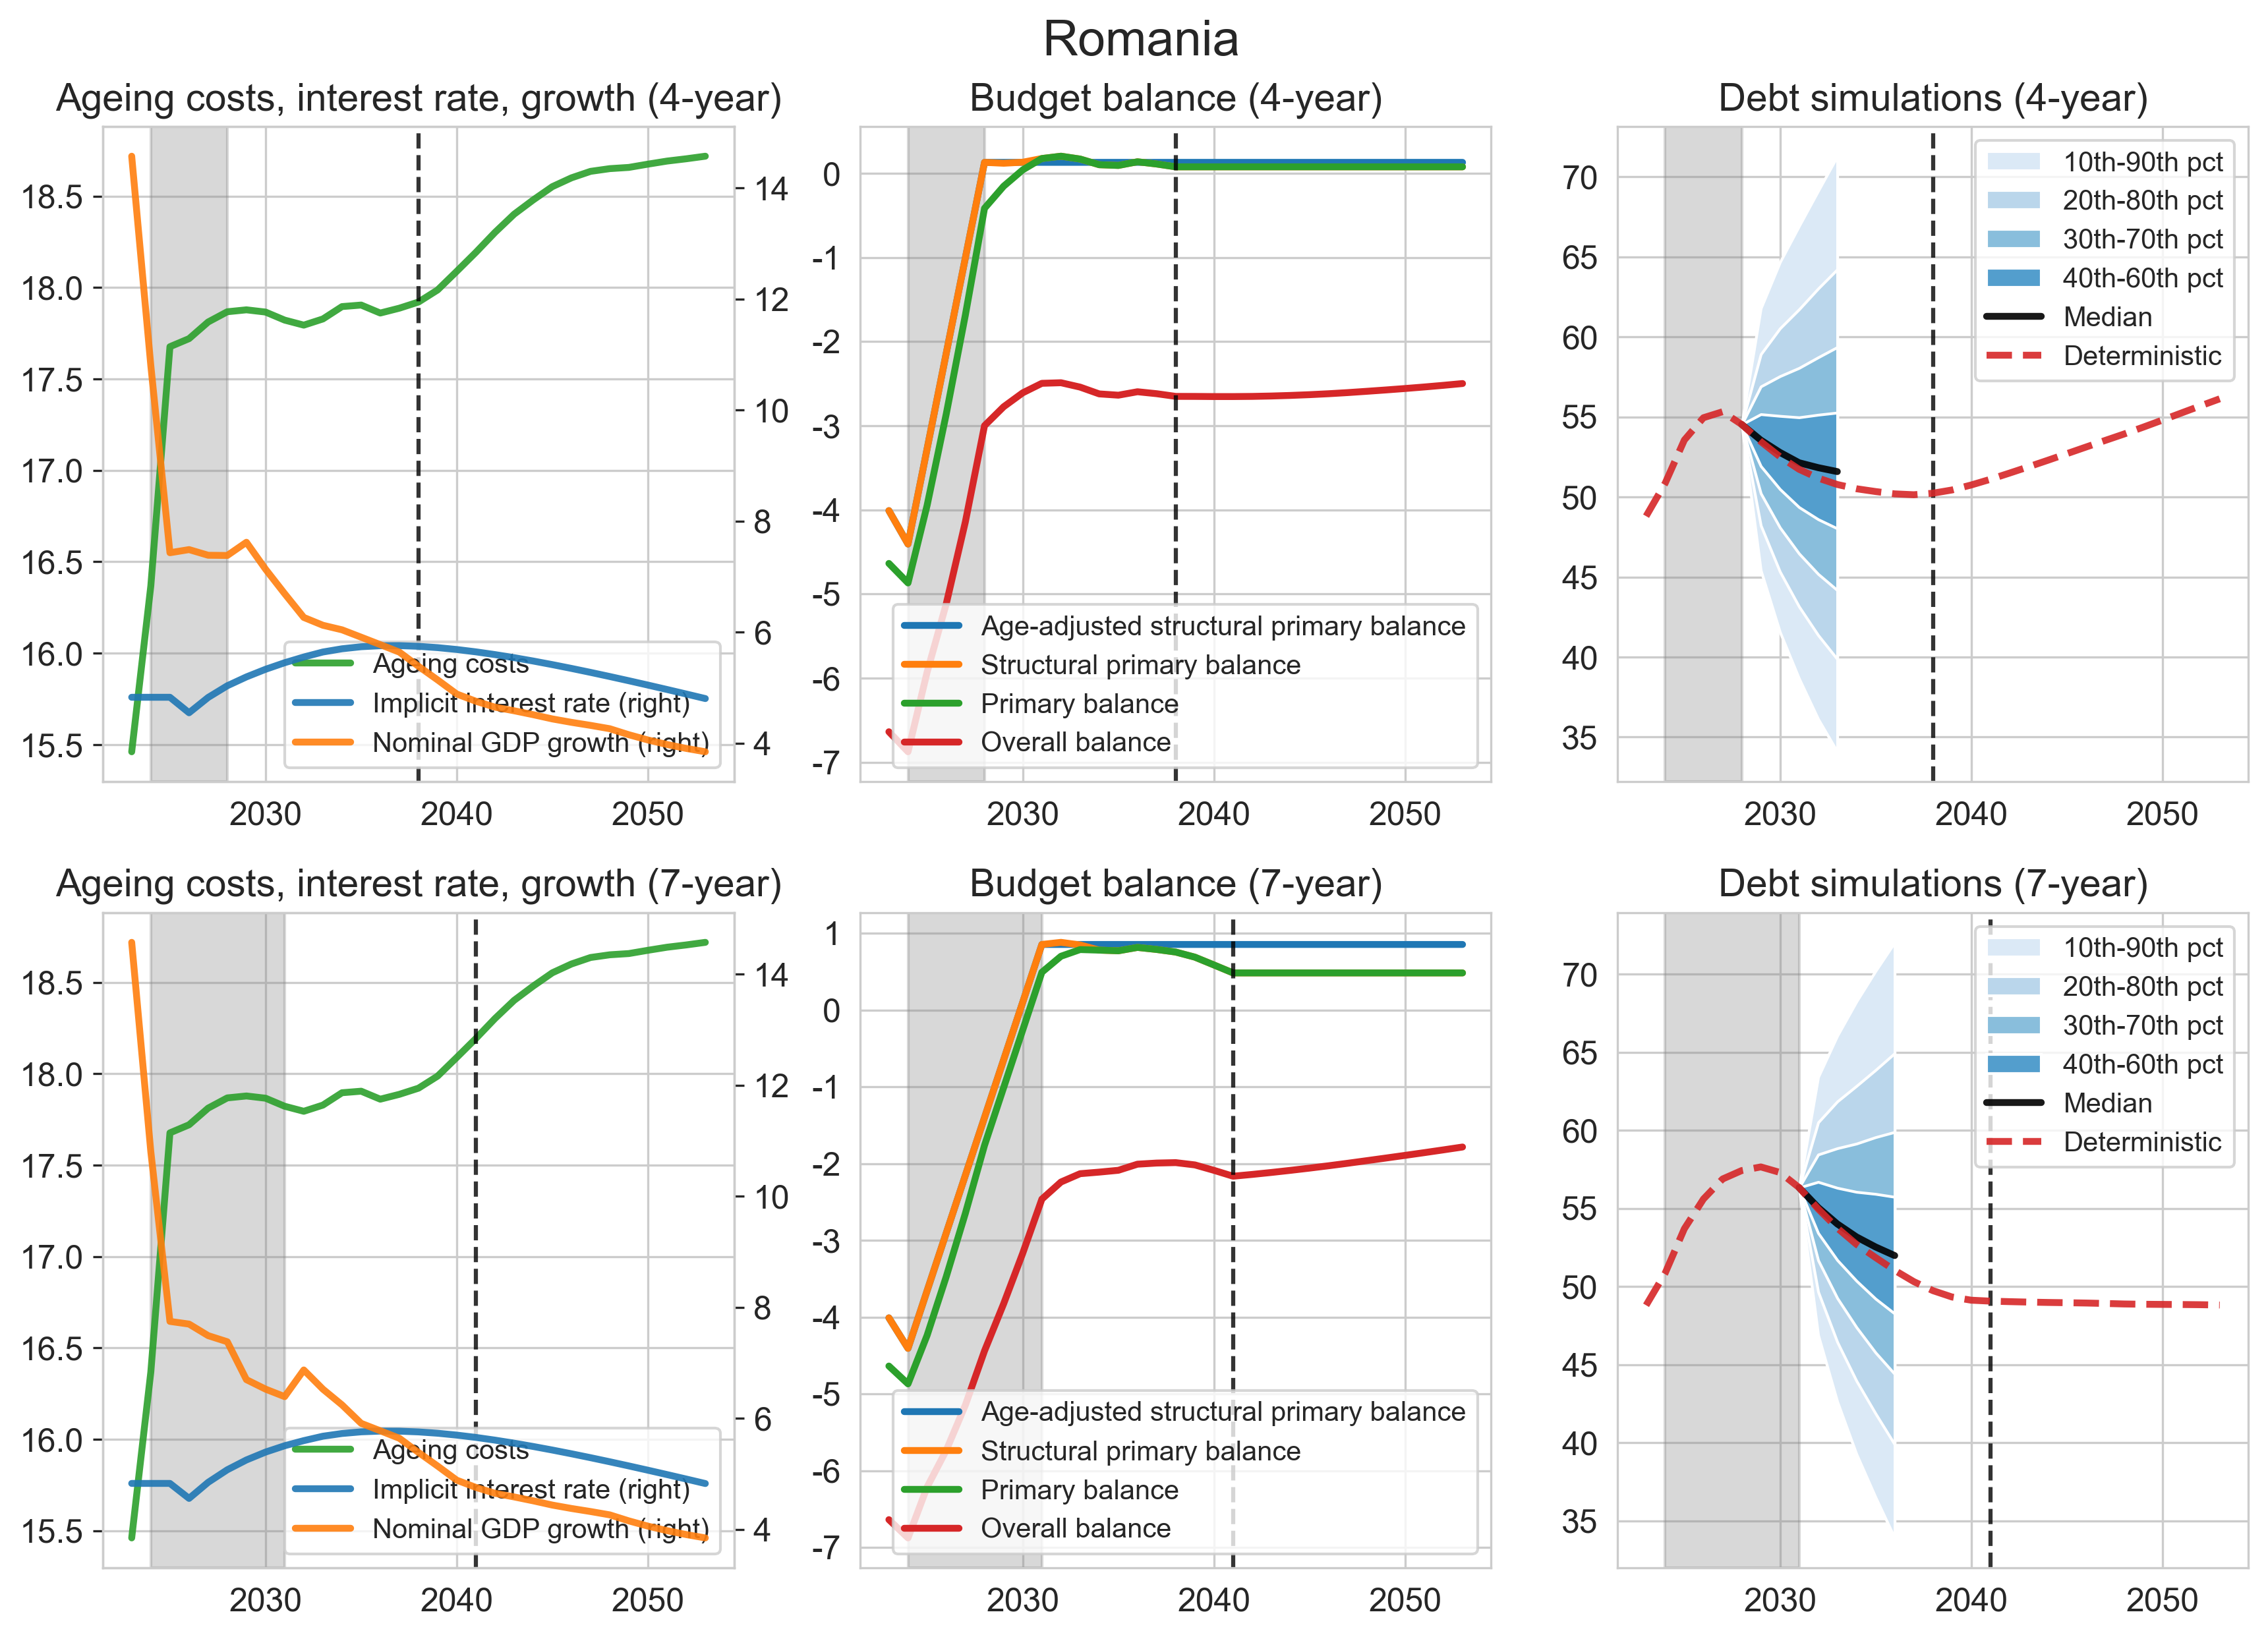 Romania
Ageing costs, interest rate, growth (4-year)
18.5
18.0
17.5
17.0
16.5
16.0
15.5
14
12
10
8
6
4
Ageing costs
Implicit interest rate (right)
Nominal GDP growth (right)
2030
2040
2050
Budget balance (4-year)
0
-1
-2
-3
-4
-5
-6
-7
Age-adjusted structural primary balance
Structural primary balance
Primary balance
Overall balance
2030
2040
2050
Debt simulations (4-year)
70
65
60
55
50
45
40
35
10th-90th pct
20th-80th pct
30th-70th pct
40th-60th pct
Median
Deterministic
2030
2040
2050
Ageing costs, interest rate, growth (7-year)
18.5
18.0
17.5
17.0
16.5
16.0
15.5
14
12
10
8
6
4
Ageing costs
Implicit interest rate (right)
Nominal GDP growth (right)
2030
2040
2050
Budget balance (7-year)
1
0
-1
-2
-3
-4
-5
-6
-7
Age-adjusted structural primary balance
Structural primary balance
Primary balance
Overall balance
2030
2040
2050
Debt simulations (7-year)
70
65
60
55
50
45
40
35
10th-90th pct
20th-80th pct
30th-70th pct
40th-60th pct
Median
Deterministic
2030
2040
2050